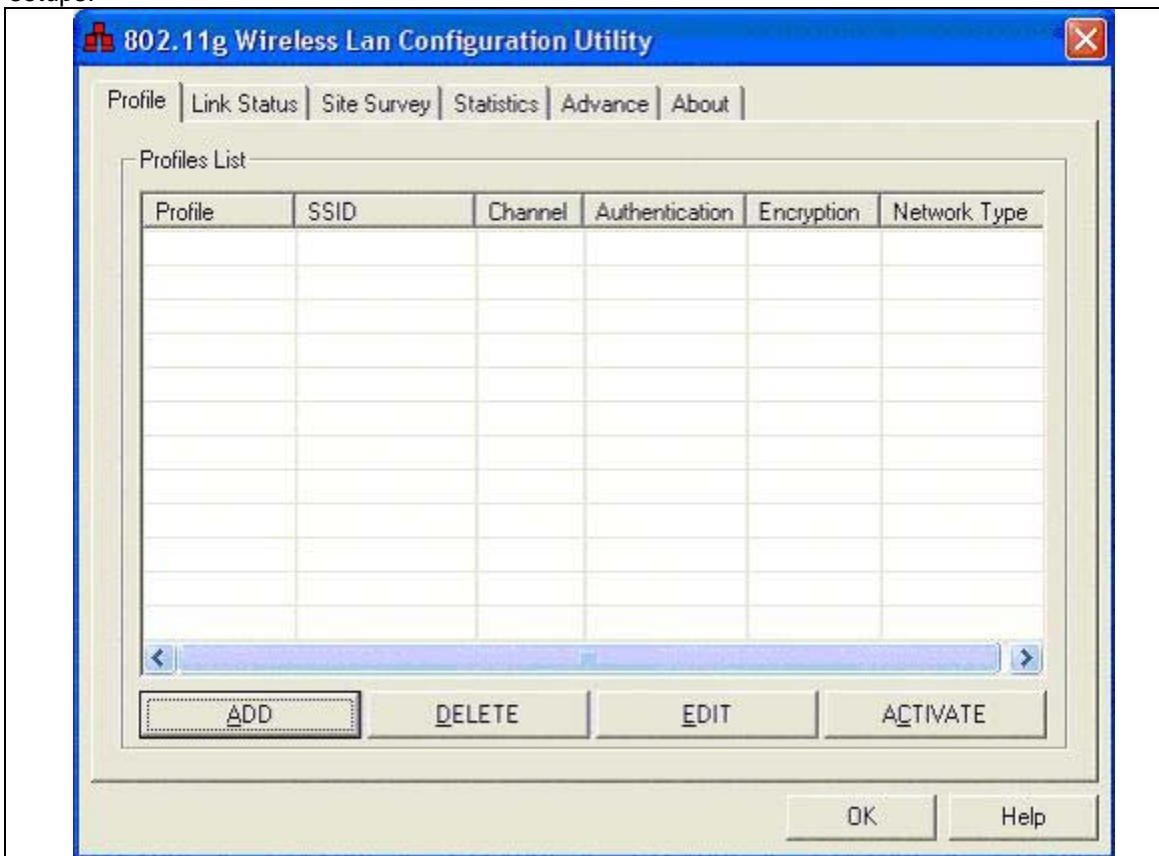 802.11g Wireless Lan Configuration Utility
Profile Link Status Site Survey Statistics Advance About
Profiles List
Profile SSID Channel Authentication Encryption Network Type
ADD DELETE EDIT ACTIVATE
OK Help